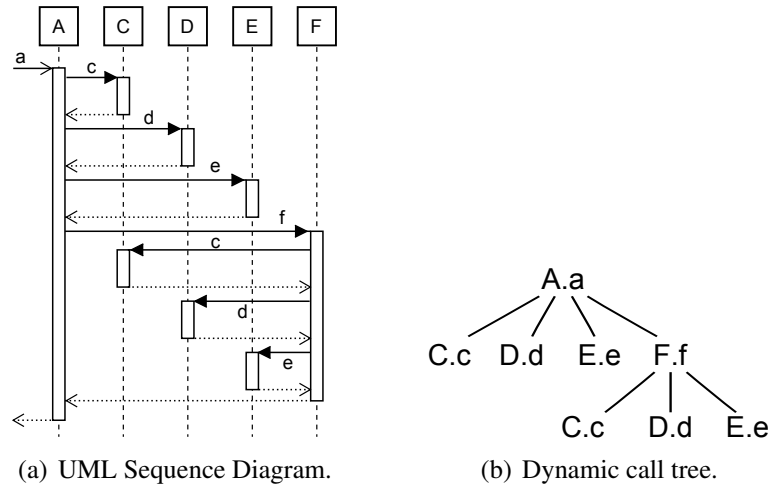 A C D E F
a
c
d
e
f
c
d
e
A.a
C.c D.d E.e F.f
C.c D.d E.e
(a) UML Sequence Diagram.
(b) Dynamic call tree.